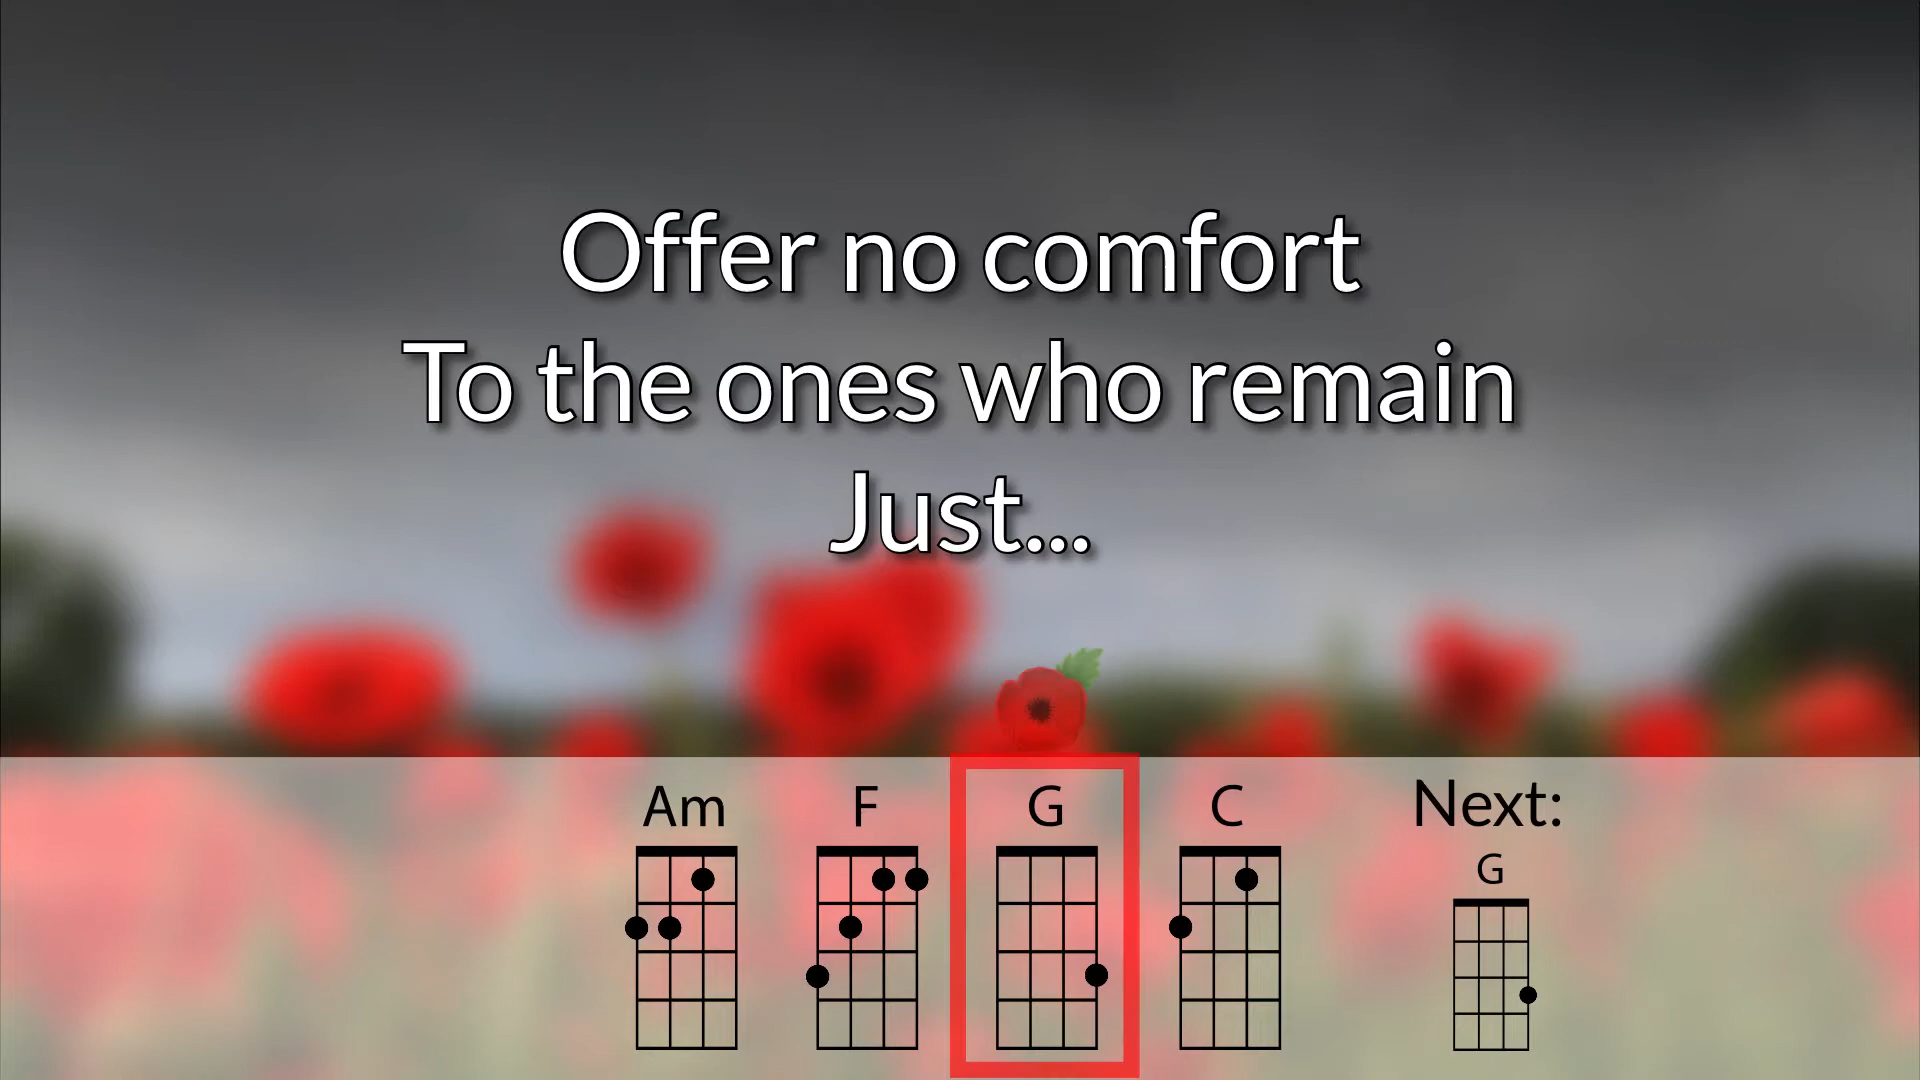 Offer no comfort
To the ones who remain
Just...
Am F G C Next:
G